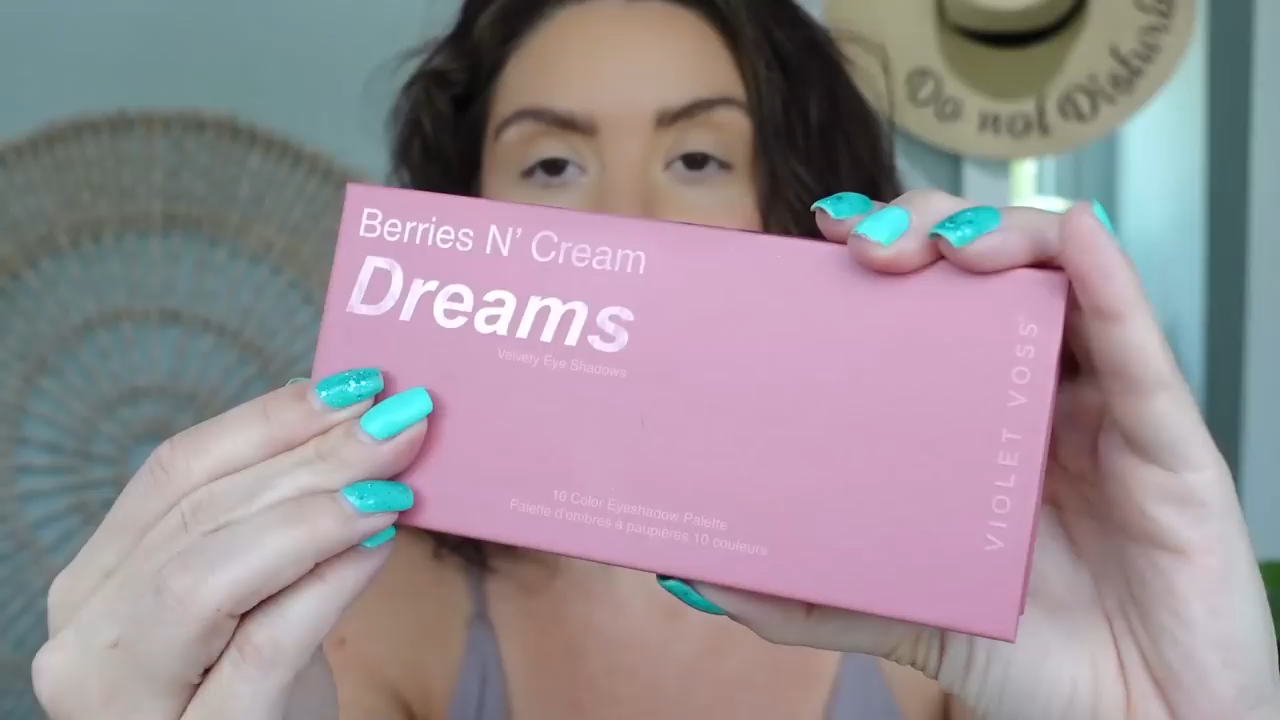 Do not Disturb
Berries N' Cream
Dreams
Velvety Eye Shadows
10 Color Eyeshadow Palette
Palette d'ombres à paupières 10 couleurs
VIOLET VOSS